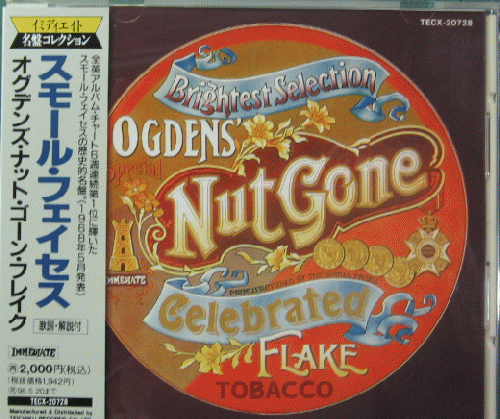 イミディエイト
名盤コレクション
全英アルバム・チャート6週連続第1位に輝いた
スモール・フェイセスの歴史的名盤〈1968年5月発表〉
スモール・フェイセス
オグデンズ・ナット・ゴーン・フレイク
歌詞・解説付
IMMEDIATE
2,000円(税込)
(税抜価格1,942円)
TECX-20728
Manufactured & Distributed by
TECX-20728
Brightest Selection
OGDENS'
Special
Nut Gone
IMMEDIATE
Celebrated
FLAKE
TOBACCO